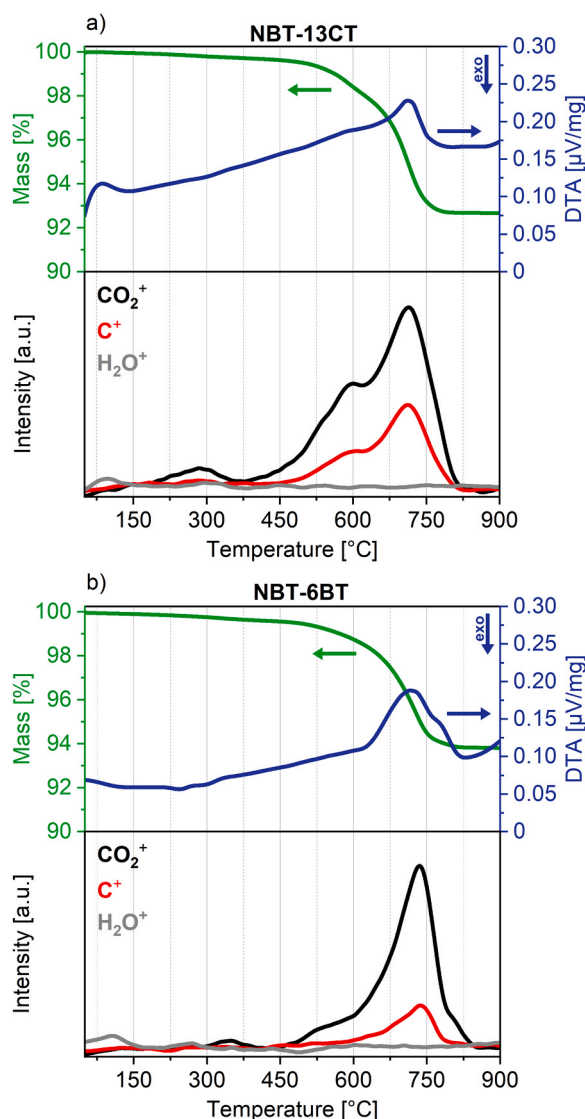 a)
NBT-13CT
100
98
96
94
92
90
Mass [%]
0.30
0.25
0.20
0.15
0.10
0.05
0
DTA [µV/mg]
exo
CO₂⁺
C⁺
H₂O⁺
Intensity [a.u.]
150 300 450 600 750 900
Temperature [°C]
b)
NBT-6BT
100
98
96
94
92
90
Mass [%]
0.30
0.25
0.20
0.15
0.10
0.05
0
DTA [µV/mg]
exo
CO₂⁺
C⁺
H₂O⁺
Intensity [a.u.]
150 300 450 600 750 900
Temperature [°C]